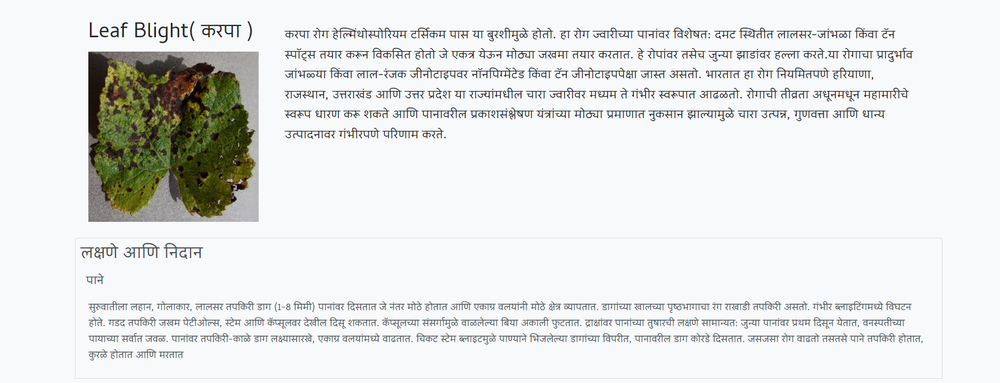 Leaf Blight( करपा )
करपा रोग हेल्मिंथोस्पोरियम टर्सिकम पास या बुरशीमुळे होतो. हा रोग ज्वारीच्या पानांवर विशेषत: दमट स्थितीत लालसर-जांभळा किंवा टॅन
स्पॉट्स तयार करून विकसित होतो जे एकत्र येऊन मोठ्या जखमा तयार करतात. हे रोपांवर तसेच जुन्या झाडांवर हल्ला करते.या रोगाचा प्रादुर्भाव
जांभळ्या किंवा लाल-रंजक जीनोटाइपवर नॉनपिग्मेंटेड किंवा टॅन जीनोटाइपपेक्षा जास्त असतो. भारतात हा रोग नियमितपणे हरियाणा,
राजस्थान, उत्तराखंड आणि उत्तर प्रदेश या राज्यांमधील चारा ज्वारीवर मध्यम ते गंभीर स्वरूपात आढळतो. रोगाची तीव्रता अधूनमधून महामारीचे
स्वरूप धारण करू शकते आणि पानावरील प्रकाशसंश्लेषण यंत्रांच्या मोठ्या प्रमाणात नुकसान झाल्यामुळे चारा उत्पन्न, गुणवत्ता आणि धान्य
उत्पादनावर गंभीरपणे परिणाम करते.
लक्षणे आणि निदान
पाने
सुरुवातीला लहान, गोलाकार, लालसर तपकिरी डाग (1-8 मिमी) पानांवर दिसतात जे नंतर मोठे होतात आणि एकाग्र वलयांनी मोठे क्षेत्र व्यापतात. डागांच्या खालच्या पृष्ठभागाचा रंग राखाडी तपकिरी असतो. गंभीर ब्लाइटिंगमध्ये विघटन
होते. गडद तपकिरी जखम पेटीओल्स, स्टेम आणि कॅप्सूलवर देखील दिसू शकतात. कॅप्सूलच्या संसर्गामुळे वाळलेल्या बिया अकाली फुटतात. द्राक्षांवर पानांच्या तुषारची लक्षणे सामान्यत: जुन्या पानांवर प्रथम दिसून येतात, वनस्पतीच्या
पायाच्या सर्वात जवळ. पानांवर तपकिरी-काळे डाग लक्ष्यासारखे, एकाग्र वलयांमध्ये वाढतात. चिकट स्टेम ब्लाइटमुळे पाण्याने भिजलेल्या डागांच्या विपरीत, पानावरील डाग कोरडे दिसतात. जसजसा रोग वाढतो तसतसे पाने तपकिरी होतात,
कुरळे होतात आणि मरतात